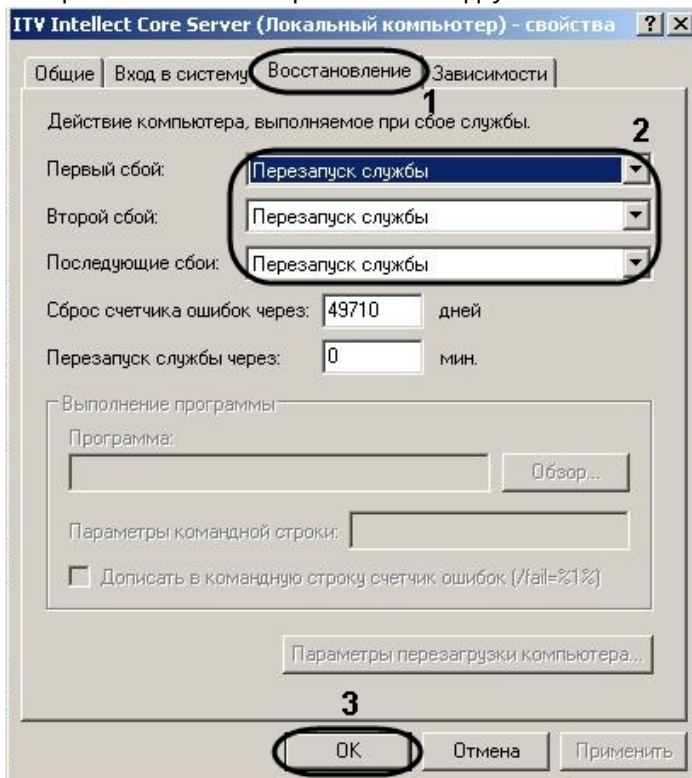 ITV Intellect Core Server (Локальный компьютер) - свойства
Общие Вход в систему Восстановление Зависимости
1
Действие компьютера, выполняемое при сбое службы.
2
Первый сбой: Перезапуск службы
Второй сбой: Перезапуск службы
Последующие сбои: Перезапуск службы
Сброс счетчика ошибок через: 49710 дней
Перезапуск службы через: 0 мин.
Выполнение программы
Программа:
Обзор...
Параметры командной строки:
Дописать в командную строку счетчик ошибок (/fail=%1%)
Параметры перезагрузки компьютера...
3
OK Отмена Применить